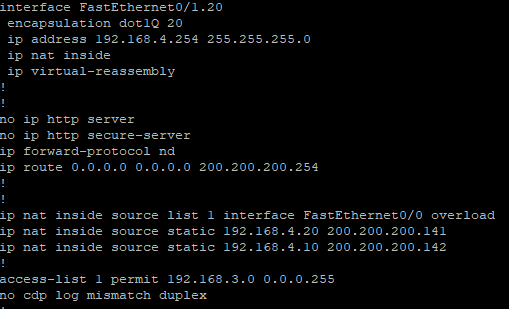 interface FastEthernet0/1.20
encapsulation dot1Q 20
ip address 192.168.4.254 255.255.255.0
ip nat inside
ip virtual-reassembly
!
!
no ip http server
no ip http secure-server
ip forward-protocol nd
ip route 0.0.0.0 0.0.0.0 200.200.200.254
!
!
ip nat inside source list 1 interface FastEthernet0/0 overload
ip nat inside source static 192.168.4.20 200.200.200.141
ip nat inside source static 192.168.4.10 200.200.200.142
!
access-list 1 permit 192.168.3.0 0.0.0.255
no cdp log mismatch duplex
!